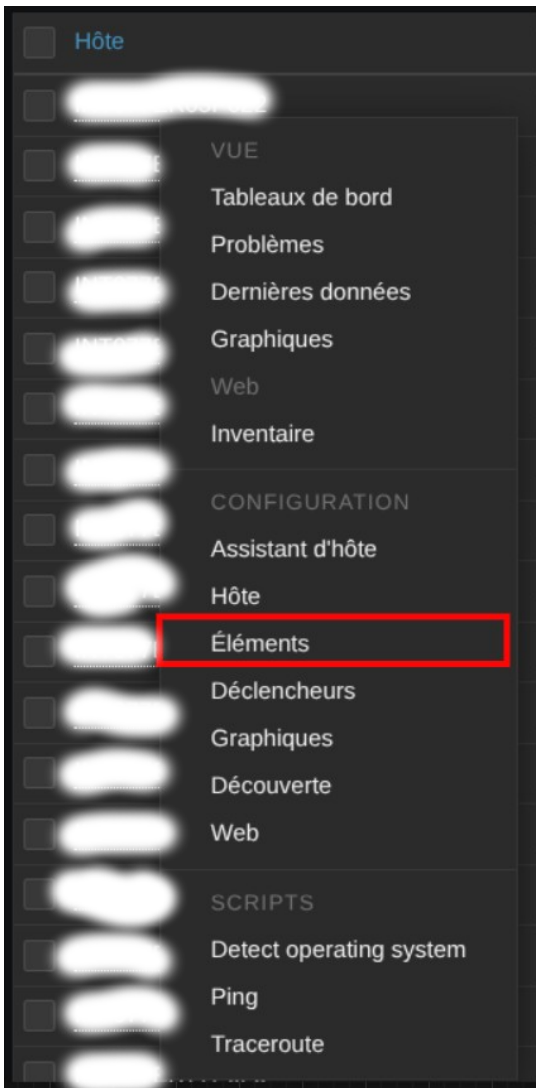 Hôte
VUE
Tableaux de bord
Problèmes
Dernières données
Graphiques
Web
Inventaire
CONFIGURATION
Assistant d'hôte
Hôte
Éléments
Déclencheurs
Graphiques
Découverte
Web
SCRIPTS
Detect operating system
Ping
Traceroute